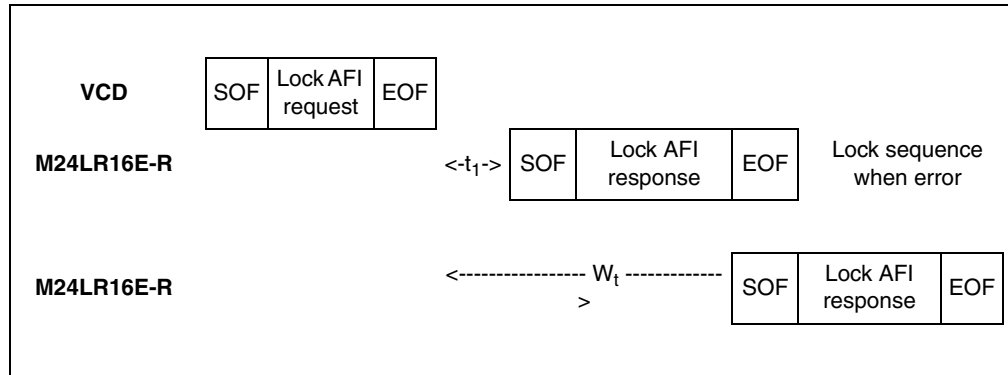 VCD SOF Lock AFI request EOF
M24LR16E-R <-t1-> SOF Lock AFI response EOF Lock sequence when error
M24LR16E-R <----------------- Wt ------------- > SOF Lock AFI response EOF